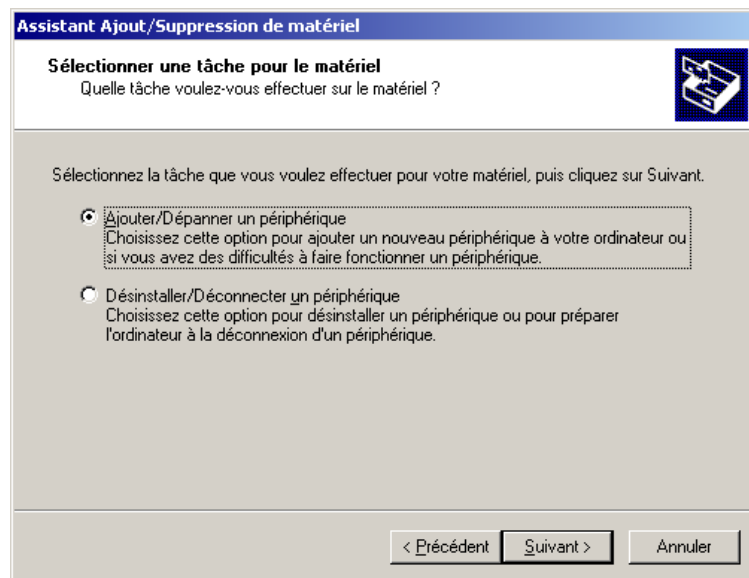 Assistant Ajout/Suppression de matériel
Sélectionner une tâche pour le matériel
Quelle tâche voulez-vous effectuer sur le matériel ?
Sélectionnez la tâche que vous voulez effectuer pour votre matériel, puis cliquez sur Suivant.
Ajouter/Dépanner un périphérique
Choisissez cette option pour ajouter un nouveau périphérique à votre ordinateur ou
si vous avez des difficultés à faire fonctionner un périphérique.
Désinstaller/Déconnecter un périphérique
Choisissez cette option pour désinstaller un périphérique ou pour préparer
l'ordinateur à la déconnexion d'un périphérique.
< Précédent Suivant > Annuler